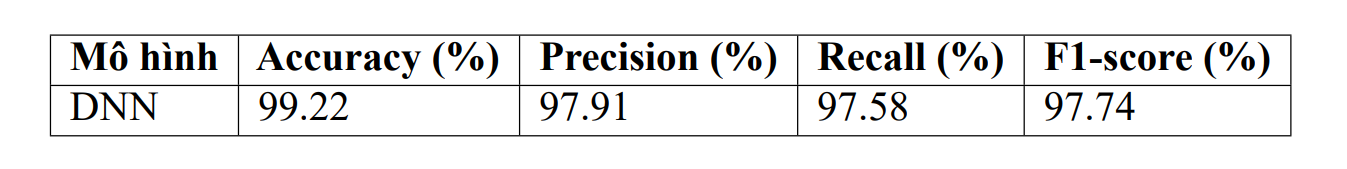 Mô hình Accuracy (%) Precision (%) Recall (%) F1-score (%)
DNN 99.22 97.91 97.58 97.74